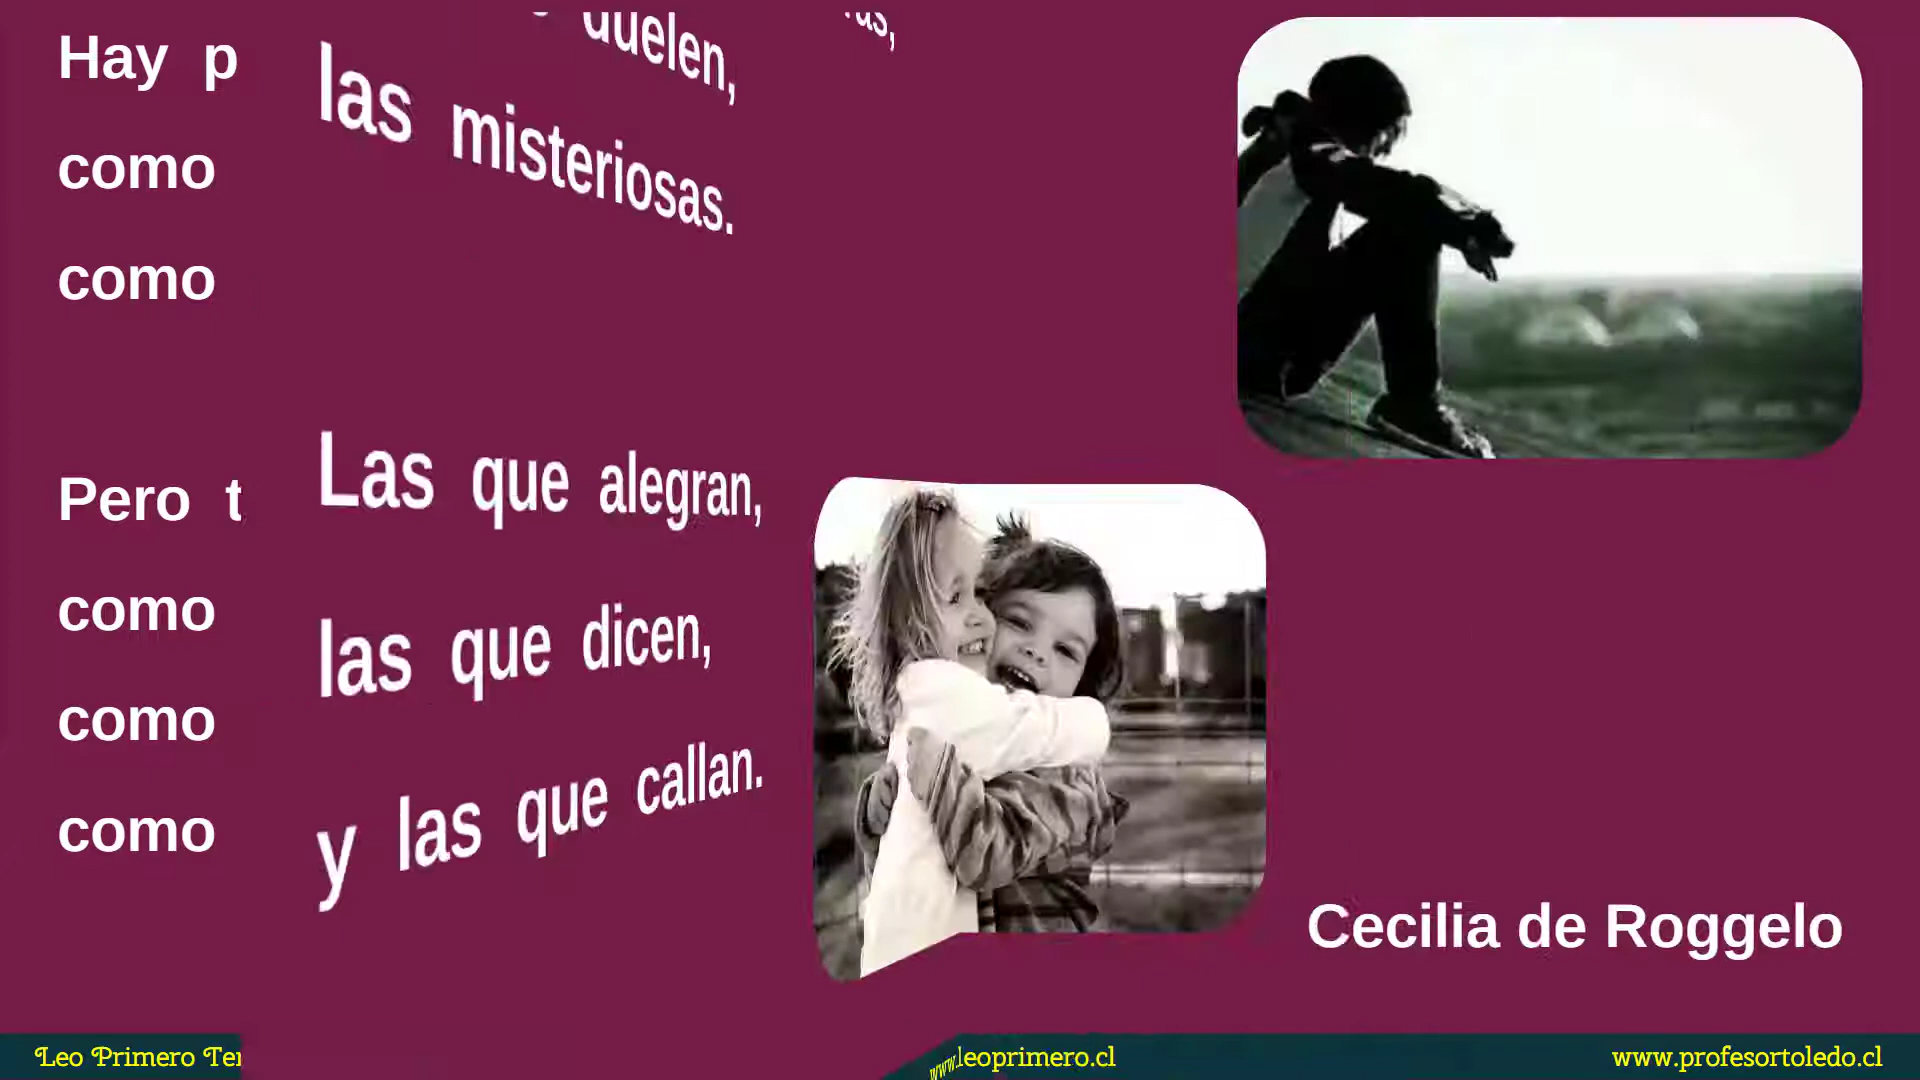 Hay p
como
como
Pero t
como
como
como
duelen,
las misteriosas.
Las que alegran,
las que dicen,
y las que callan.
Cecilia de Roggelo
Leo Primero
www.leoprimero.cl
www.profesortoledo.cl